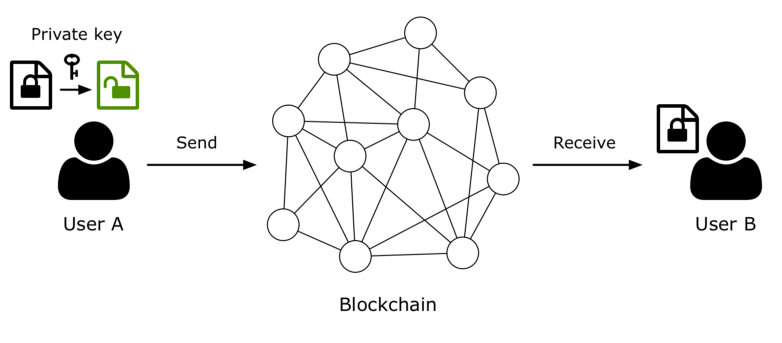 Private key
Send
Receive
User A
User B
Blockchain